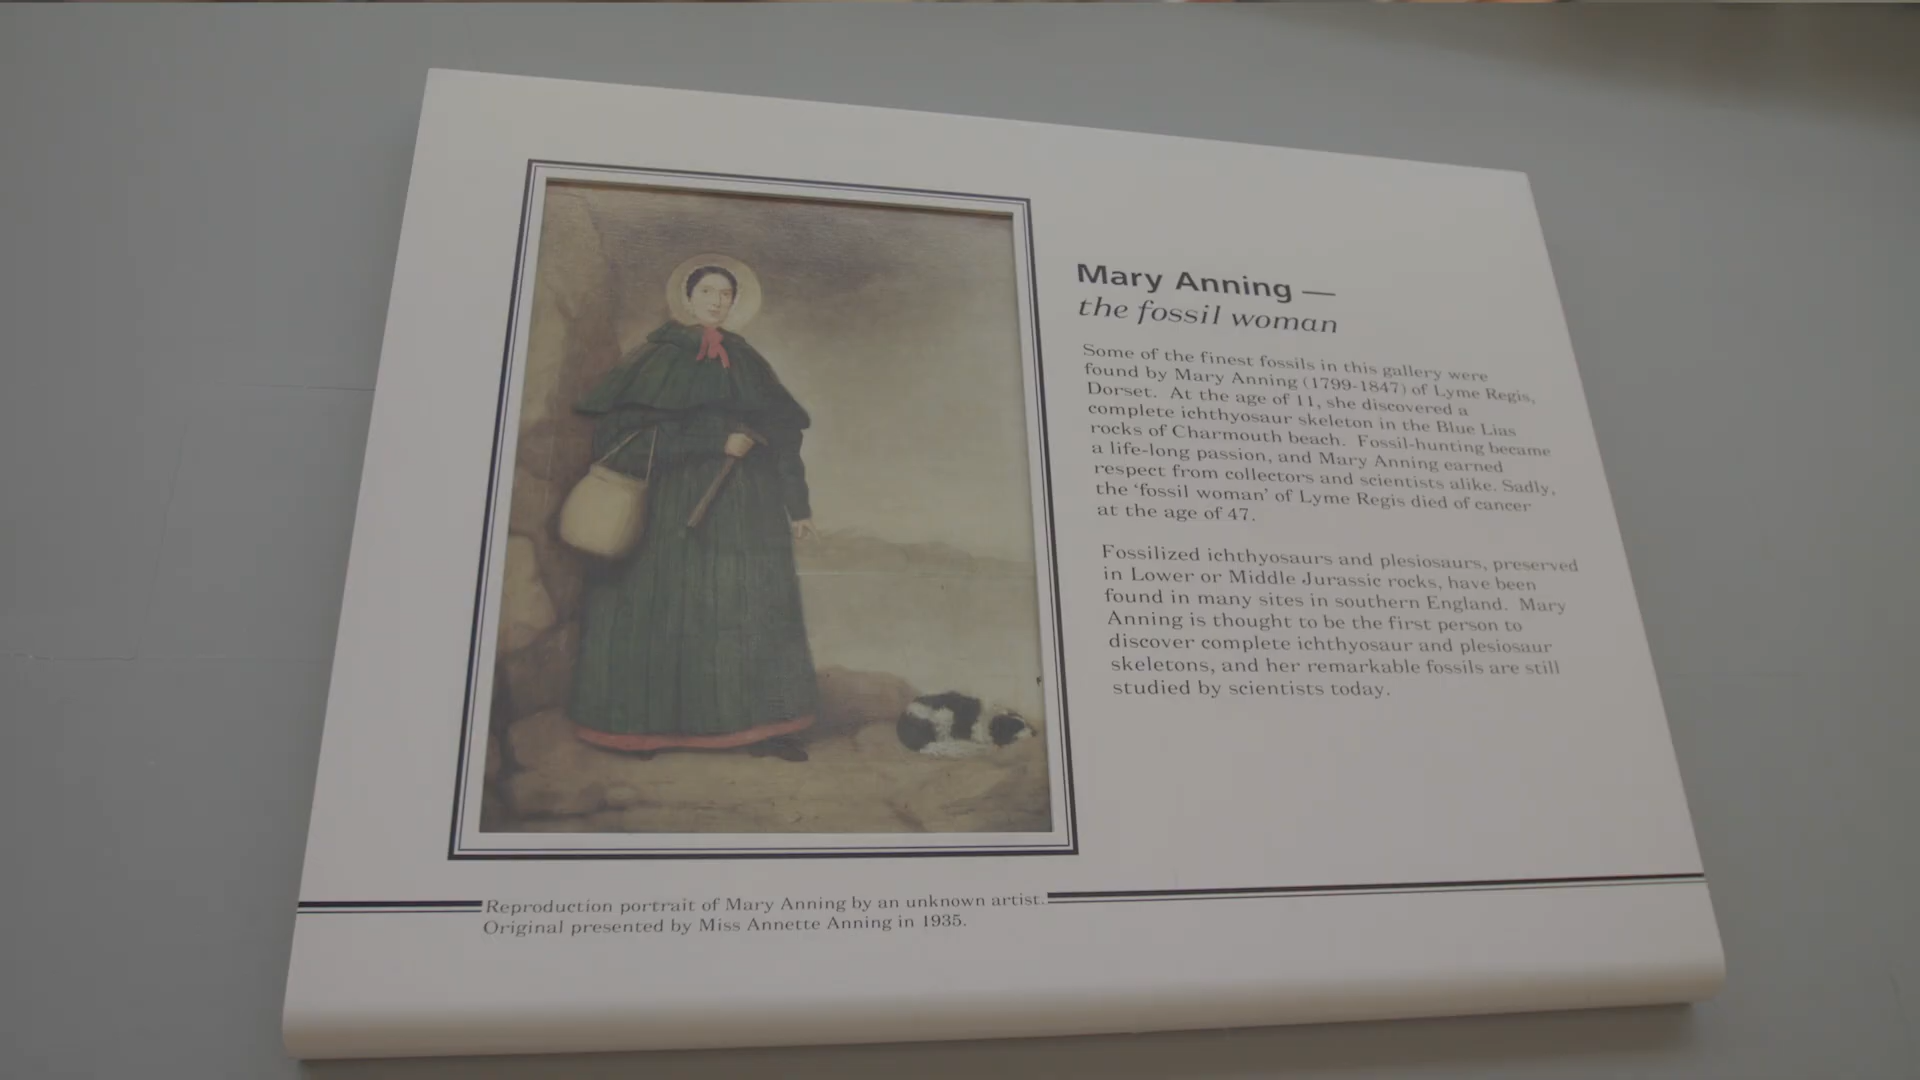 Mary Anning —
the fossil woman
Some of the finest fossils in this gallery were
found by Mary Anning (1799-1847) of Lyme Regis,
Dorset. At the age of 11, she discovered a
complete ichthyosaur skeleton in the Blue Lias
rocks of Charmouth beach. Fossil-hunting became
a life-long passion, and Mary Anning earned
respect from collectors and scientists alike. Sadly,
the ‘fossil woman’ of Lyme Regis died of cancer
at the age of 47.
Fossilized ichthyosaurs and plesiosaurs, preserved
in Lower or Middle Jurassic rocks, have been
found in many sites in southern England. Mary
Anning is thought to be the first person to
discover complete ichthyosaur and plesiosaur
skeletons, and her remarkable fossils are still
studied by scientists today.
Reproduction portrait of Mary Anning by an unknown artist.
Original presented by Miss Annette Anning in 1935.